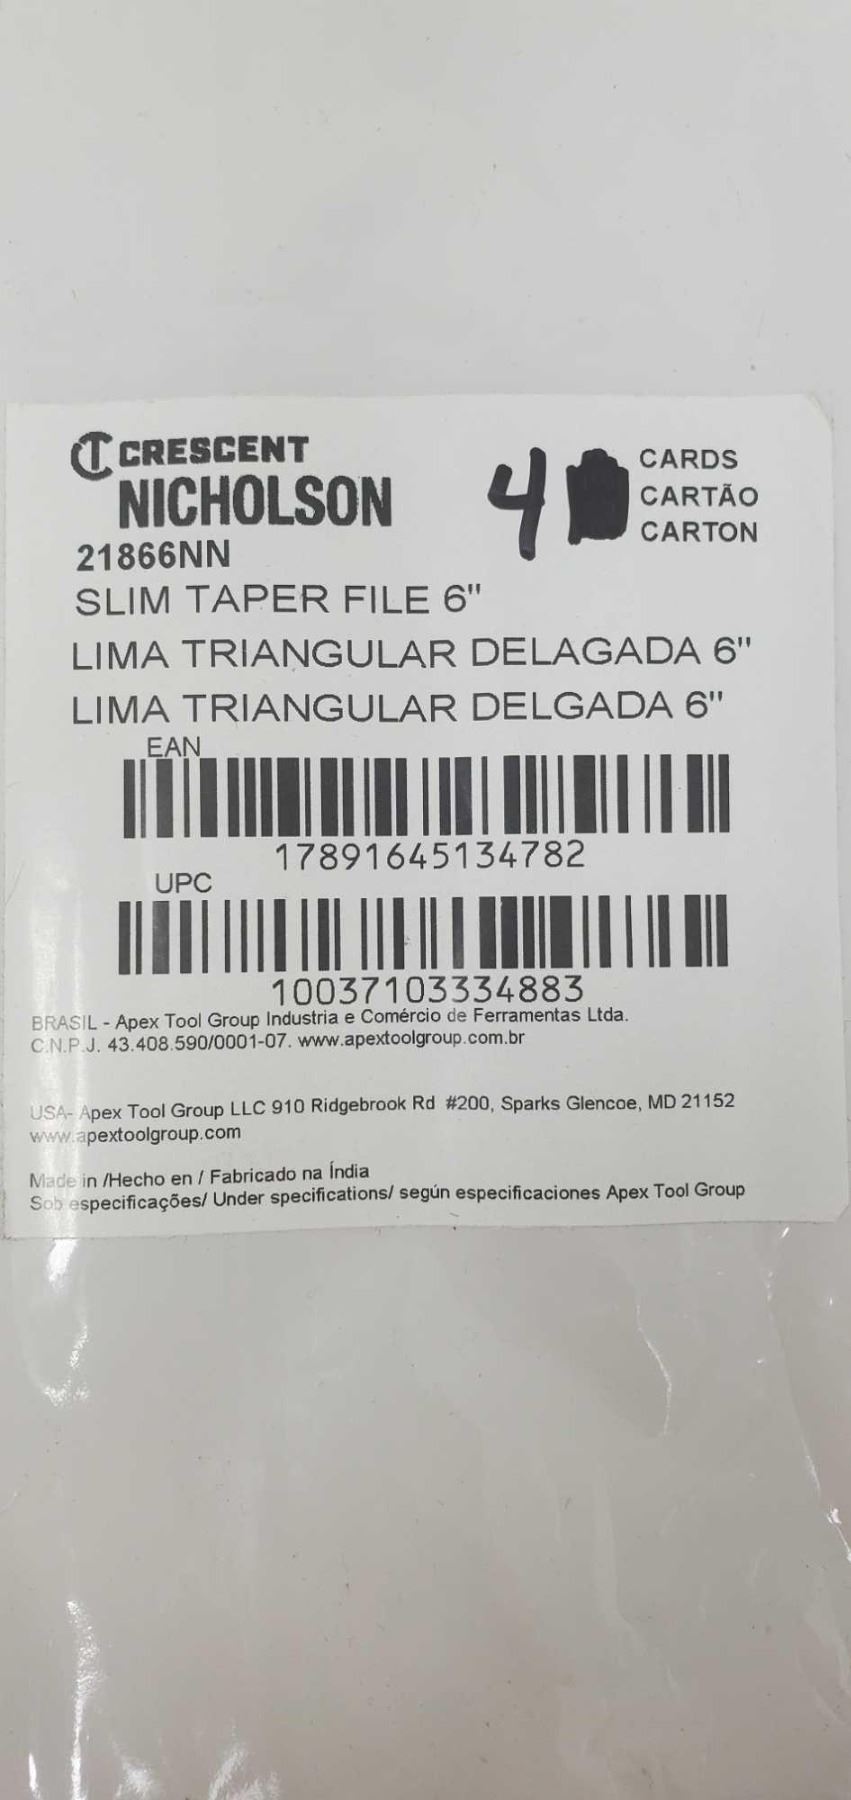 CRESCENT
NICHOLSON
21866NN
4
CARDS
CARTÃO
CARTON
SLIM TAPER FILE 6"
LIMA TRIANGULAR DELAGADA 6"
LIMA TRIANGULAR DELGADA 6"
EAN
17891645134782
UPC
10037103334883
BRASIL - Apex Tool Group Industria e Comércio de Ferramentas Ltda.
C.N.P.J. 43.408.590/0001-07. www.apextoolgroup.com.br
USA- Apex Tool Group LLC 910 Ridgebrook Rd #200, Sparks Glencoe, MD 21152
www.apextoolgroup.com
Made in /Hecho en / Fabricado na Índia
Sob especificações/ Under specifications/ según especificaciones Apex Tool Group